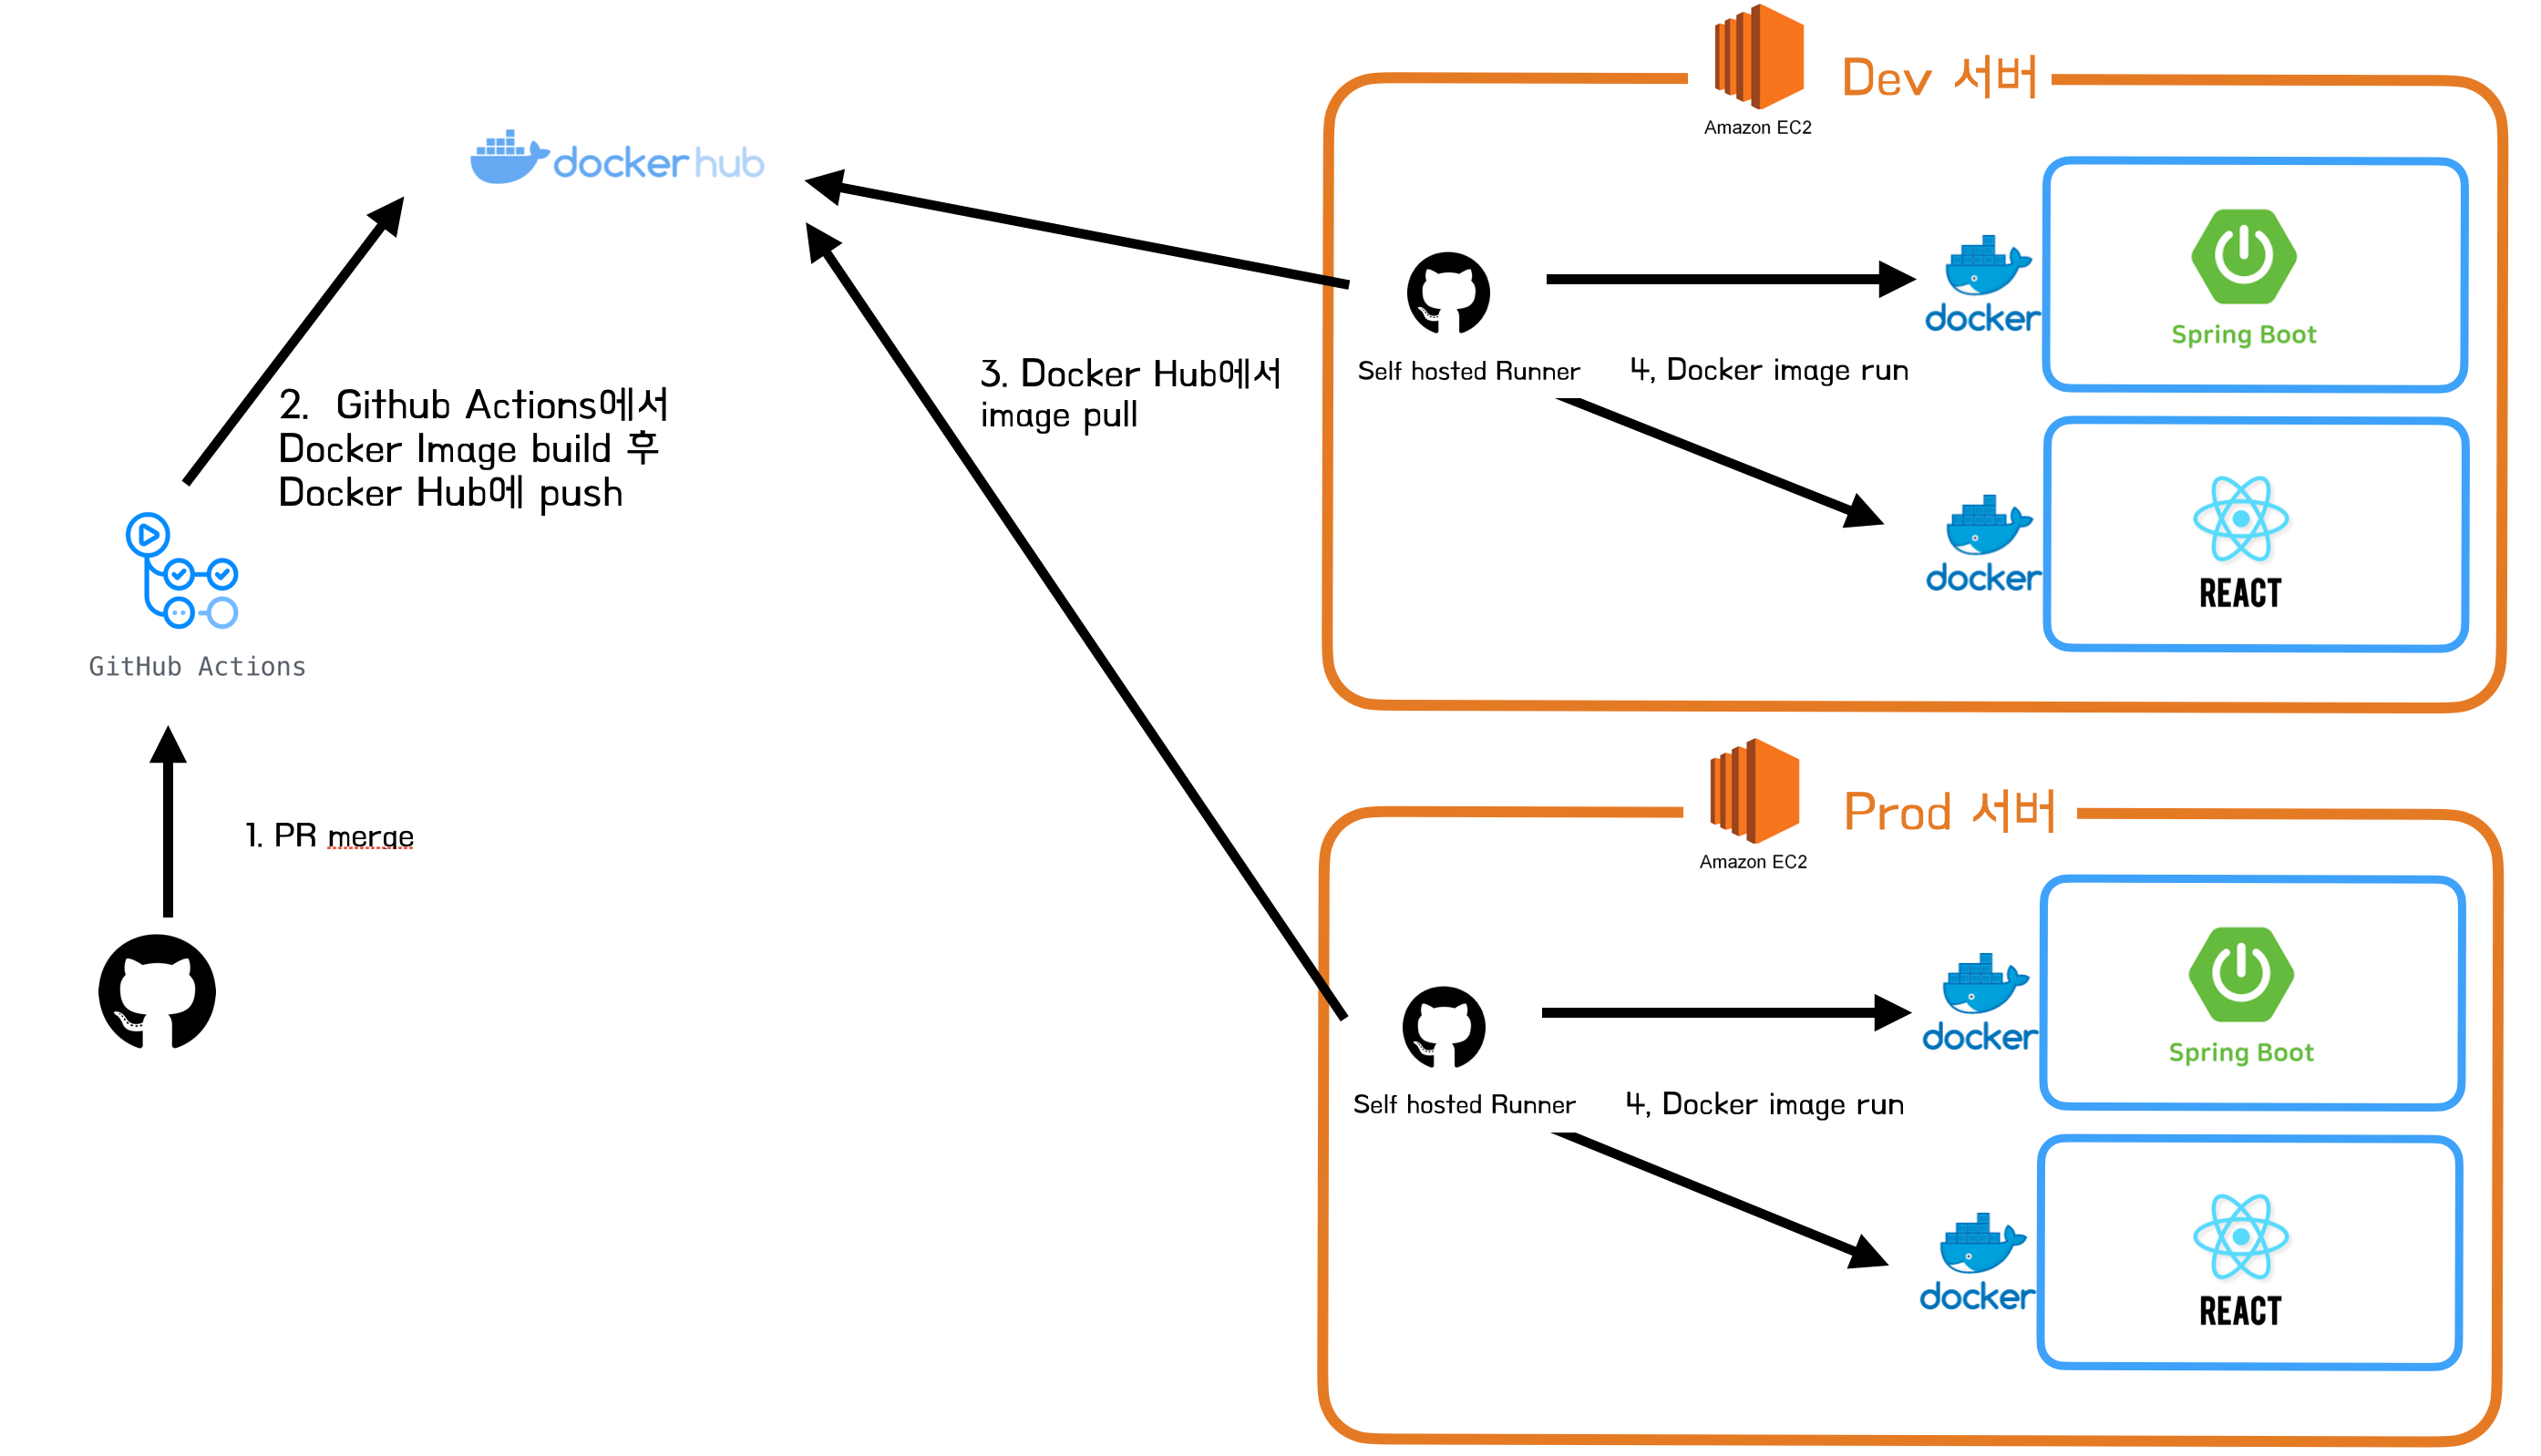 Amazon EC2
Dev 서버
dockerhub
Spring Boot
docker
3. Docker Hub에서
image pull
Self hosted Runner
4, Docker image run
2. Github Actions에서
Docker Image build 후
Docker Hub에 push
docker
REACT
GitHub Actions
1. PR merge
Amazon EC2
Prod 서버
docker
Spring Boot
Self hosted Runner
4, Docker image run
docker
REACT